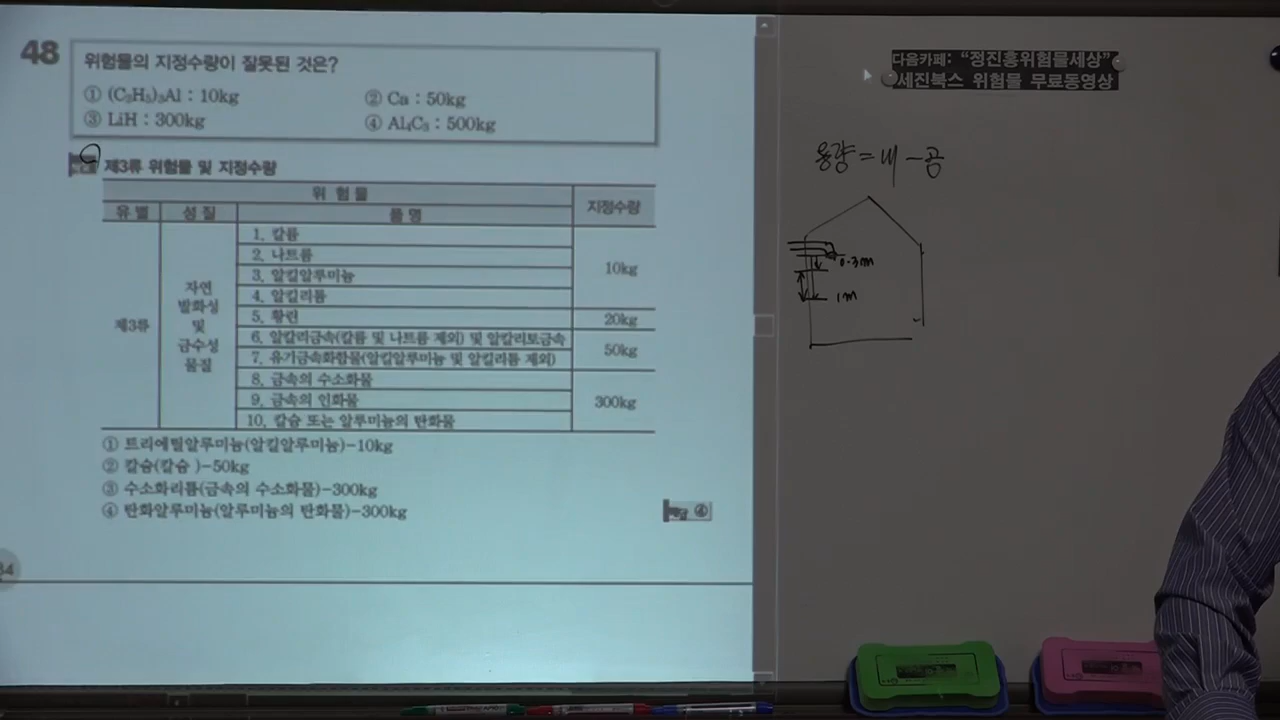 48
위험물의 지정수량이 잘못된 것은?
① (C₂H₅)₃Al : 10kg ② Ca : 50kg
③ LiH : 300kg ④ Al₄C₃ : 500kg
제3류 위험물 및 지정수량
위 험 물
지정수량
유 별 성 질 품 명
제3류
자연
발화성
및
금수성
물질
1. 칼륨
2. 나트륨
3. 알킬알루미늄
4. 알킬리튬
10kg
5. 황린
20kg
6. 알칼리금속(칼륨 및 나트륨 제외) 및 알칼리토금속
7. 유기금속화합물(알킬알루미늄 및 알킬리튬 제외)
50kg
8. 금속의 수소화물
9. 금속의 인화물
10. 칼슘 또는 알루미늄의 탄화물
300kg
① 트리에틸알루미늄(알킬알루미늄)-10kg
② 칼슘(칼슘 )-50kg
③ 수소화리튬(금속의 수소화물)-300kg
④ 탄화알루미늄(알루미늄의 탄화물)-300kg
④
다음카페: "정진홍위험물세상"
세진북스 위험물 무료동영상
용량 = 내 - 공
0.3m
1m